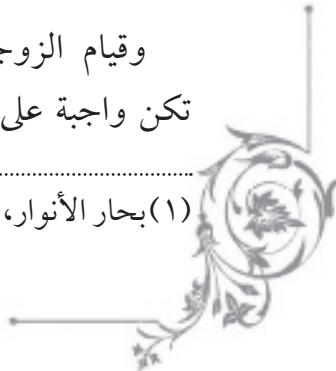 وقيام الزوج
تكن واجبة على
(١) بحار الأنوار،